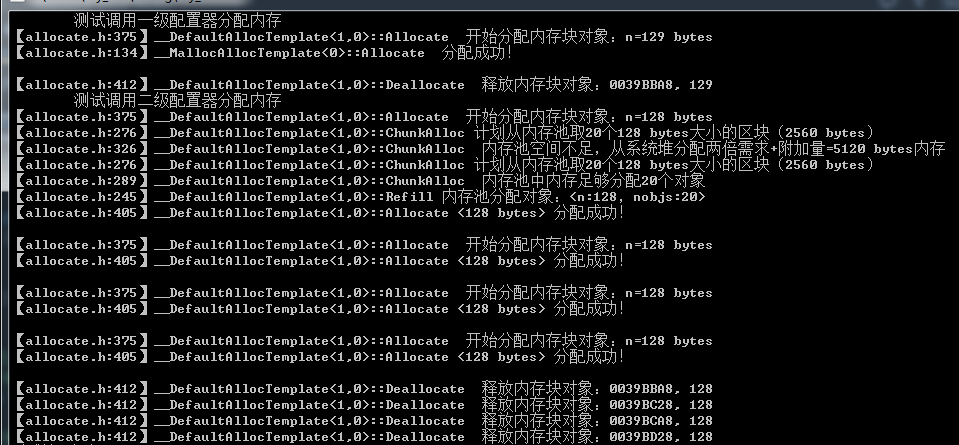 测试调用一级配置器分配内存
【allocate.h:375】__DefaultAllocTemplate<1,0>::Allocate 开始分配内存块对象：n=129 bytes
【allocate.h:134】__MallocAllocTemplate<0>::Allocate 分配成功！
【allocate.h:412】__DefaultAllocTemplate<1,0>::Deallocate 释放内存块对象：0039BBA8, 129
测试调用二级配置器分配内存
【allocate.h:375】__DefaultAllocTemplate<1,0>::Allocate 开始分配内存块对象：n=128 bytes
【allocate.h:276】__DefaultAllocTemplate<1,0>::ChunkAlloc 计划从内存池取20个128 bytes大小的区块（2560 bytes）
【allocate.h:326】__DefaultAllocTemplate<1,0>::ChunkAlloc 内存池空间不足，从系统堆分配两倍需求+附加量=5120 bytes内存
【allocate.h:276】__DefaultAllocTemplate<1,0>::ChunkAlloc 计划从内存池取20个128 bytes大小的区块（2560 bytes）
【allocate.h:289】__DefaultAllocTemplate<1,0>::ChunkAlloc 内存池中内存足够分配20个对象
【allocate.h:245】__DefaultAllocTemplate<1,0>::Refill 内存池分配对象：<n:128, nobjs:20>
【allocate.h:405】__DefaultAllocTemplate<1,0>::Allocate <128 bytes> 分配成功！
【allocate.h:375】__DefaultAllocTemplate<1,0>::Allocate 开始分配内存块对象：n=128 bytes
【allocate.h:405】__DefaultAllocTemplate<1,0>::Allocate <128 bytes> 分配成功！
【allocate.h:375】__DefaultAllocTemplate<1,0>::Allocate 开始分配内存块对象：n=128 bytes
【allocate.h:405】__DefaultAllocTemplate<1,0>::Allocate <128 bytes> 分配成功！
【allocate.h:375】__DefaultAllocTemplate<1,0>::Allocate 开始分配内存块对象：n=128 bytes
【allocate.h:405】__DefaultAllocTemplate<1,0>::Allocate <128 bytes> 分配成功！
【allocate.h:412】__DefaultAllocTemplate<1,0>::Deallocate 释放内存块对象：0039BBA8, 128
【allocate.h:412】__DefaultAllocTemplate<1,0>::Deallocate 释放内存块对象：0039BC28, 128
【allocate.h:412】__DefaultAllocTemplate<1,0>::Deallocate 释放内存块对象：0039BCA8, 128
【allocate.h:412】__DefaultAllocTemplate<1,0>::Deallocate 释放内存块对象：0039BD28, 128